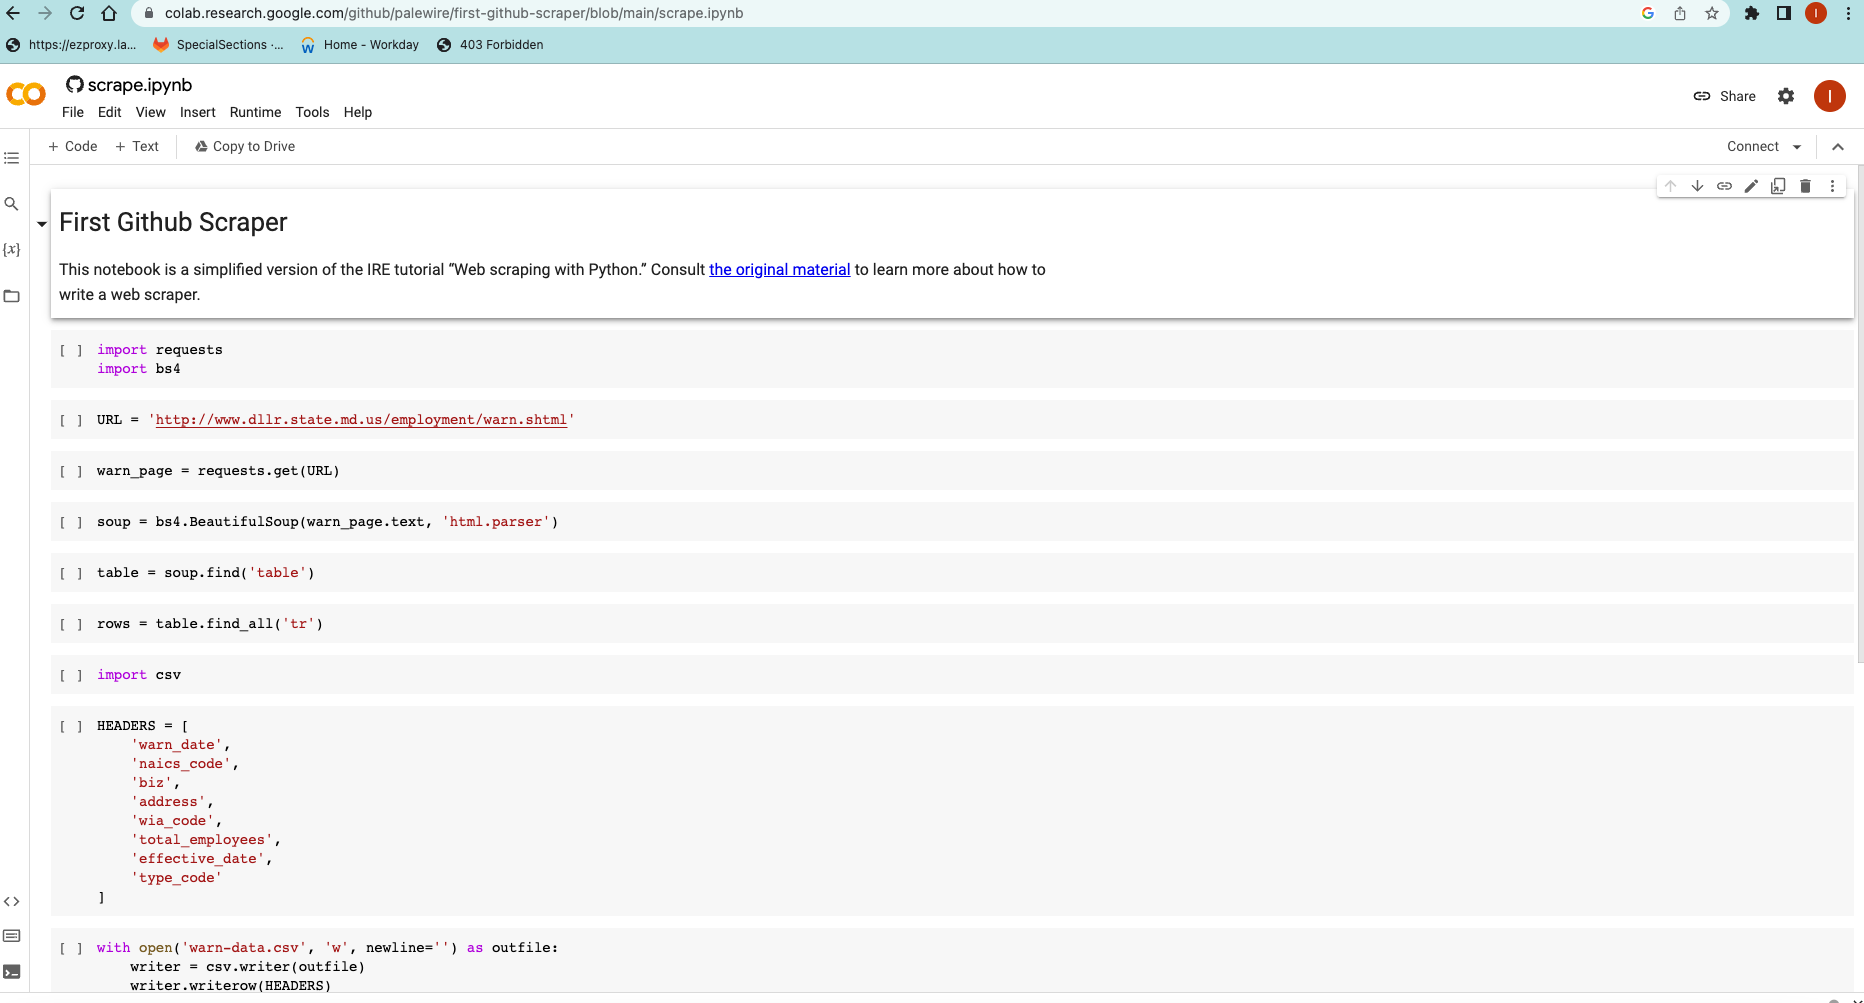 colab.research.google.com/github/palewire/first-github-scraper/blob/main/scrape.ipynb
I
https://ezproxy.la...
SpecialSections ·...
Home - Workday
403 Forbidden
scrape.ipynb
File Edit View Insert Runtime Tools Help
Share
I
+ Code + Text Copy to Drive
Connect
First Github Scraper
This notebook is a simplified version of the IRE tutorial “Web scraping with Python.” Consult the original material to learn more about how to
write a web scraper.
{x}
[ ] import requests
import bs4
[ ] URL = 'http://www.dllr.state.md.us/employment/warn.shtml'
[ ] warn_page = requests.get(URL)
[ ] soup = bs4.BeautifulSoup(warn_page.text, 'html.parser')
[ ] table = soup.find('table')
[ ] rows = table.find_all('tr')
[ ] import csv
[ ] HEADERS = [
'warn_date',
'naics_code',
'biz',
'address',
'wia_code',
'total_employees',
'effective_date',
'type_code'
]
[ ] with open('warn-data.csv', 'w', newline='') as outfile:
writer = csv.writer(outfile)
writer.writerow(HEADERS)